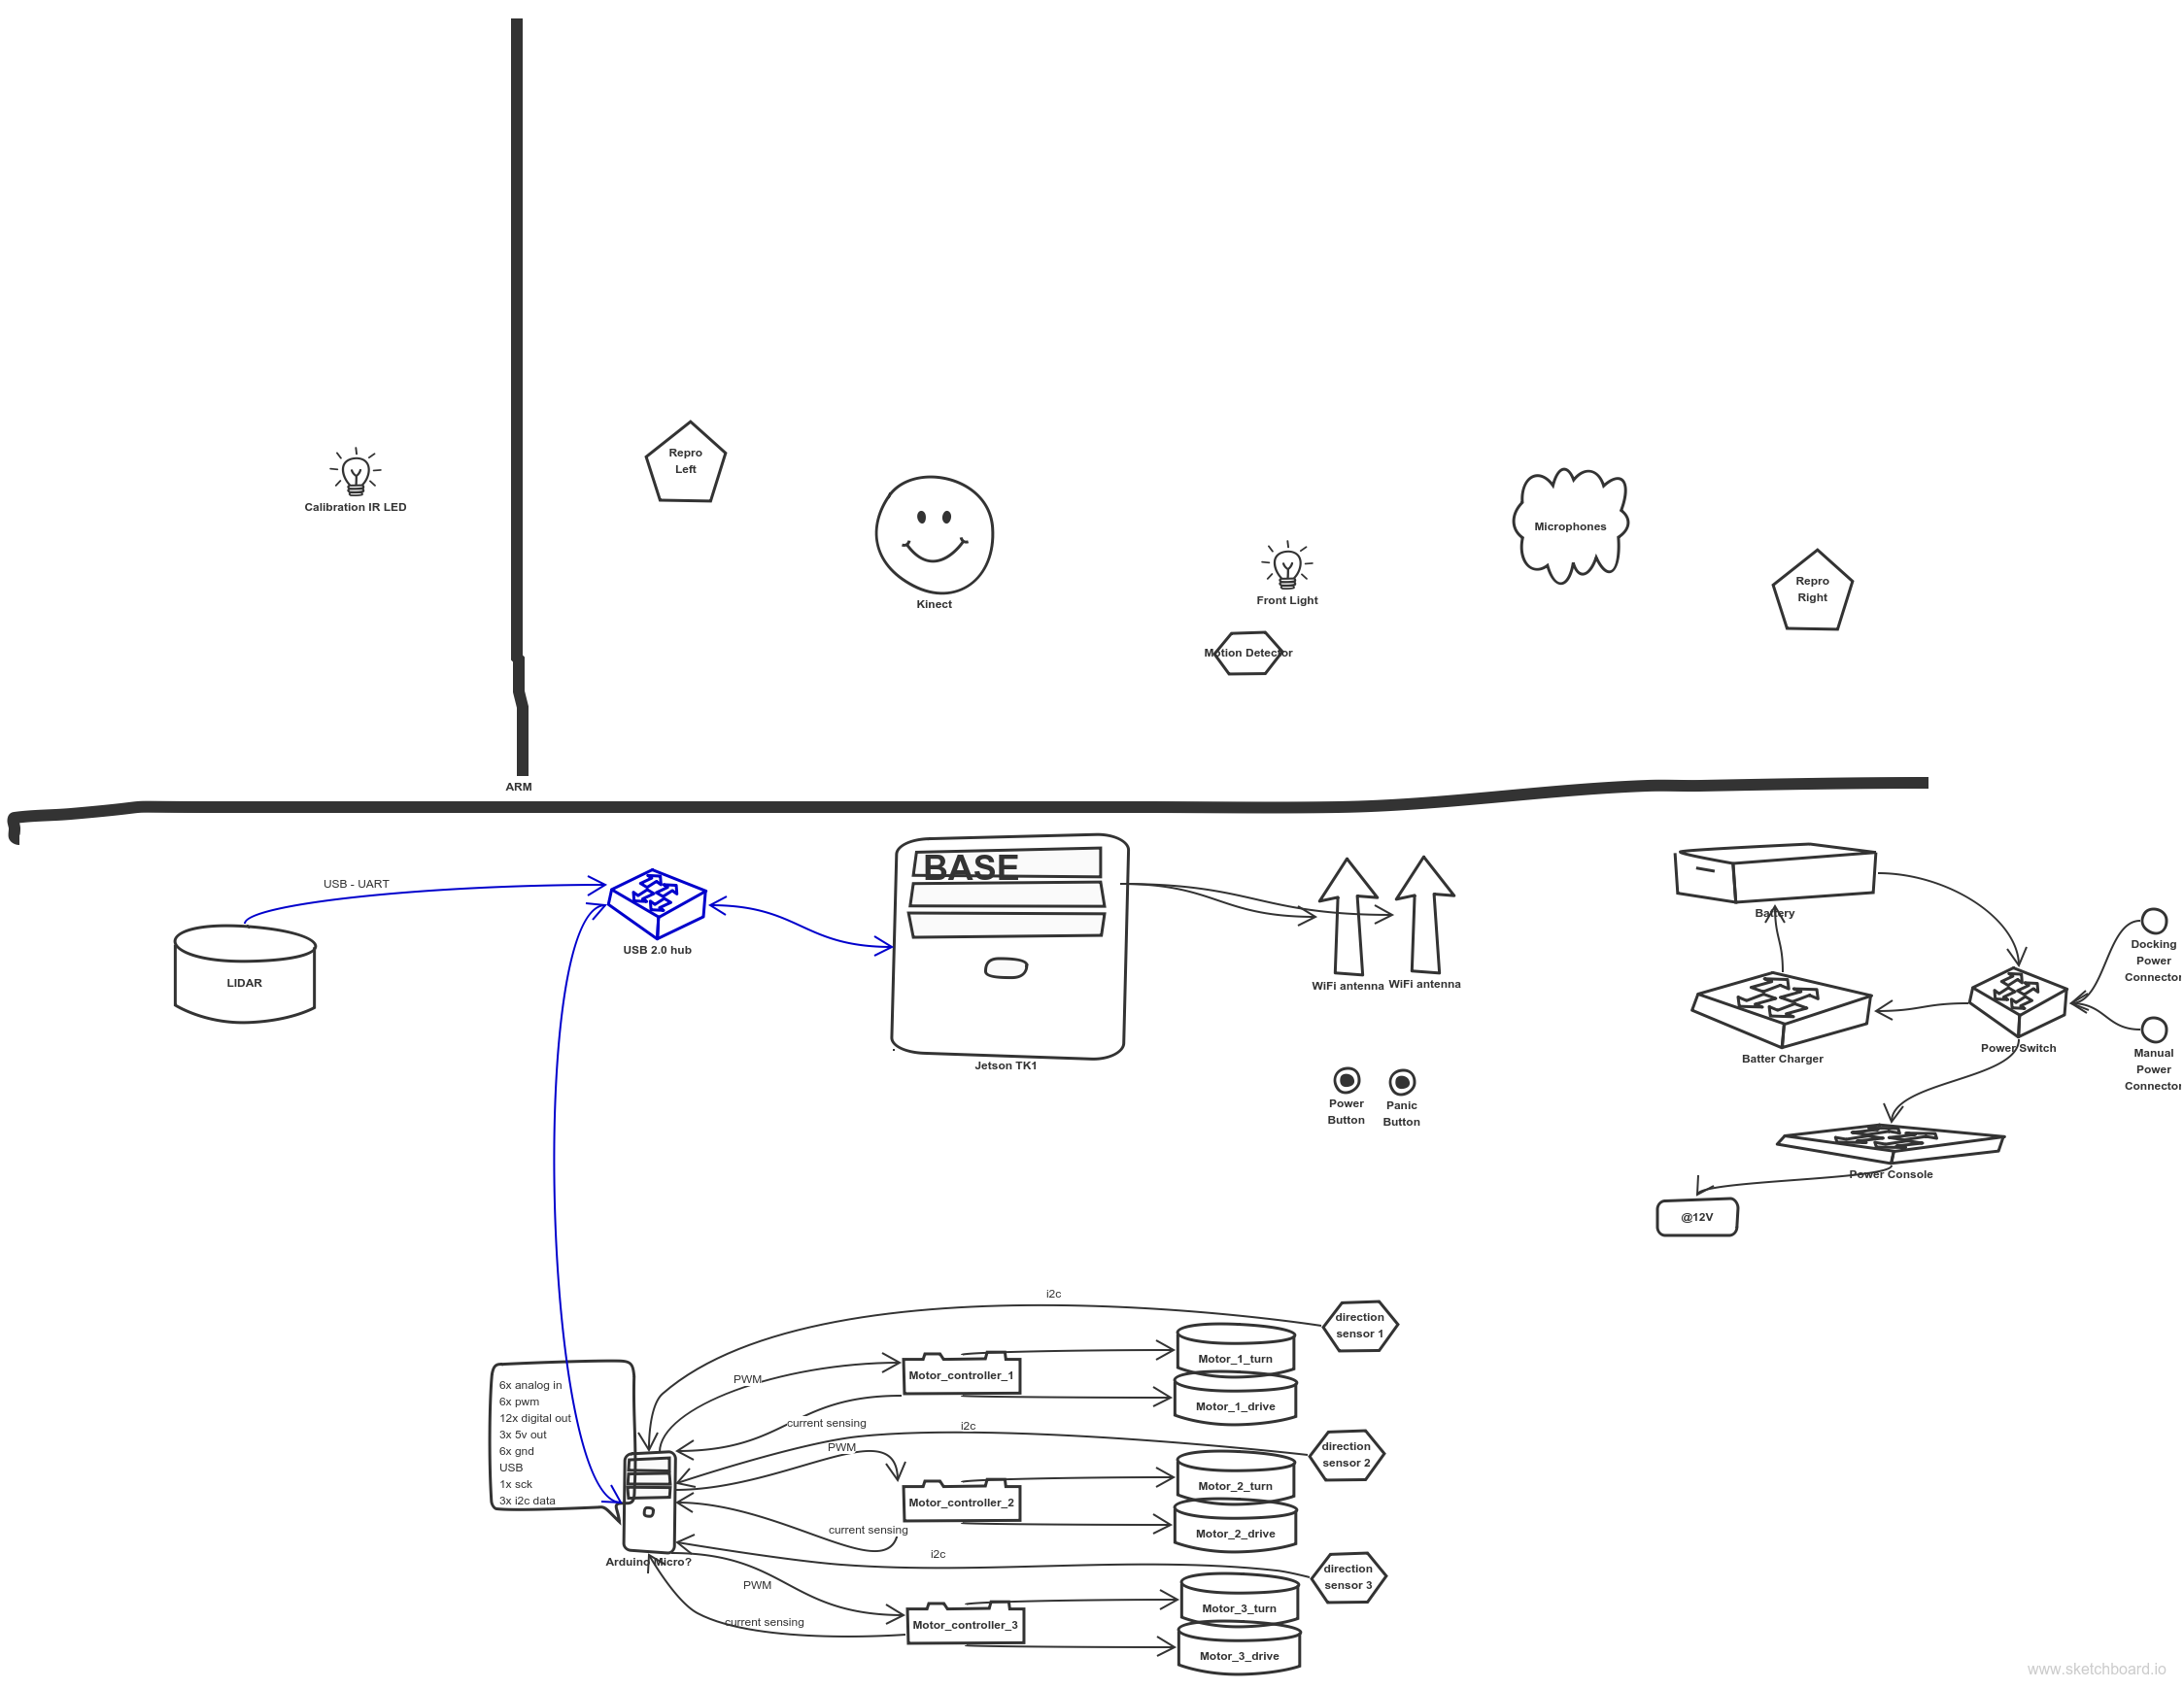 Repro
Left
Calibration IR LED
Kinect
Microphones
Front Light
Repro
Right
Motion Detector
ARM
BASE
USB - UART
USB 2.0 hub
LIDAR
Jetson TK1
WiFi antenna
WiFi antenna
Battery
Docking
Power
Connector
Batter Charger
Power Switch
Manual
Power
Connector
Power
Button
Panic
Button
Power Console
@12V
i2c
direction
sensor 1
Motor_1_turn
Motor_controller_1
PWM
Motor_1_drive
current sensing
6x analog in
6x pwm
12x digital out
3x 5v out
6x gnd
USB
1x sck
3x i2c data
i2c
PWM
direction
sensor 2
Motor_2_turn
Motor_controller_2
Motor_2_drive
current sensing
Arduino Micro?
i2c
direction
sensor 3
PWM
Motor_3_turn
Motor_controller_3
current sensing
Motor_3_drive
www.sketchboard.io